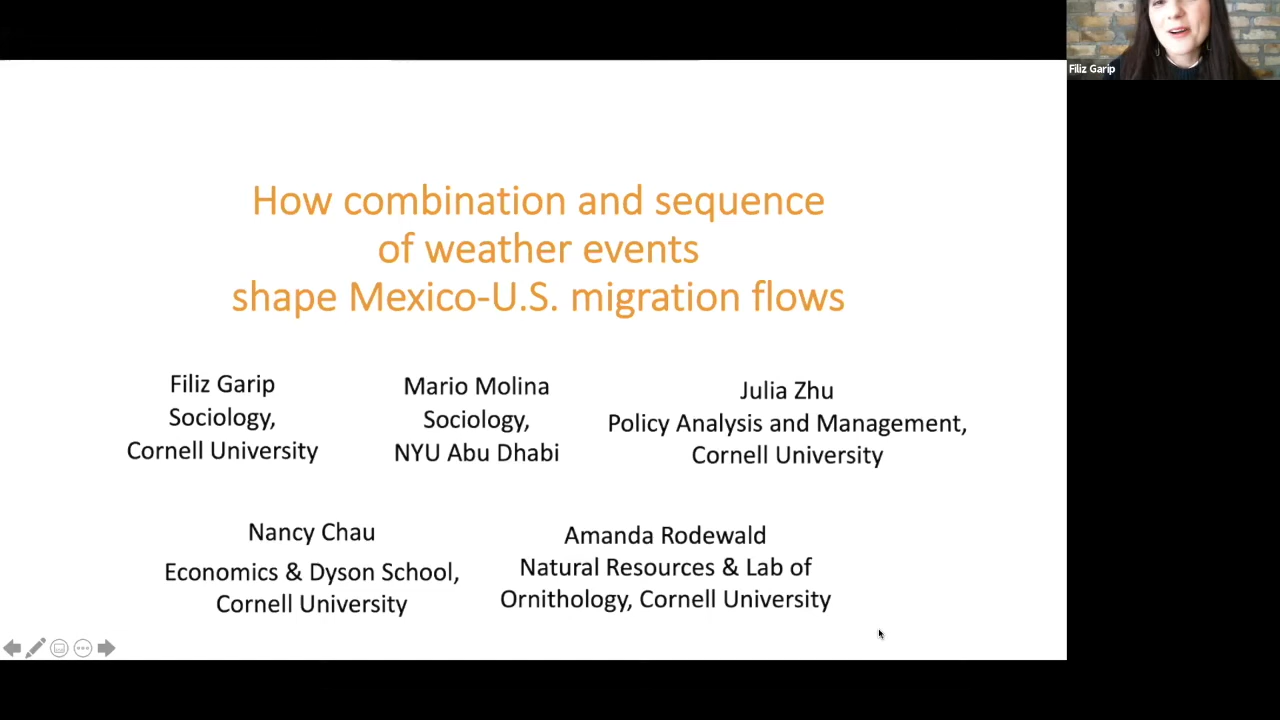 Filiz Garip
How combination and sequence
of weather events
shape Mexico-U.S. migration flows
Filiz Garip
Sociology,
Cornell University
Mario Molina
Sociology,
NYU Abu Dhabi
Julia Zhu
Policy Analysis and Management,
Cornell University
Nancy Chau
Economics & Dyson School,
Cornell University
Amanda Rodewald
Natural Resources & Lab of
Ornithology, Cornell University